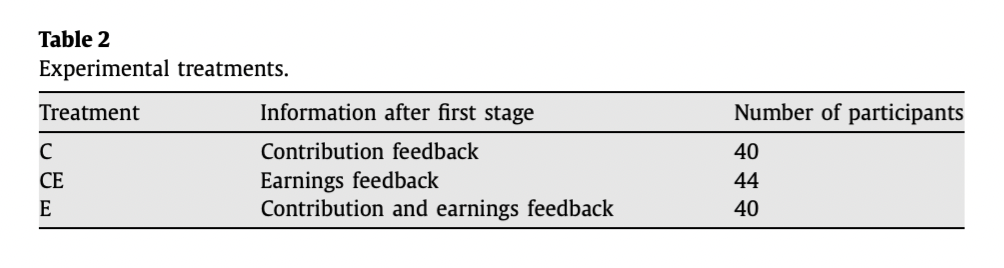 Table 2
Experimental treatments.
Treatment Information after first stage Number of participants
C Contribution feedback 40
CE Earnings feedback 44
E Contribution and earnings feedback 40